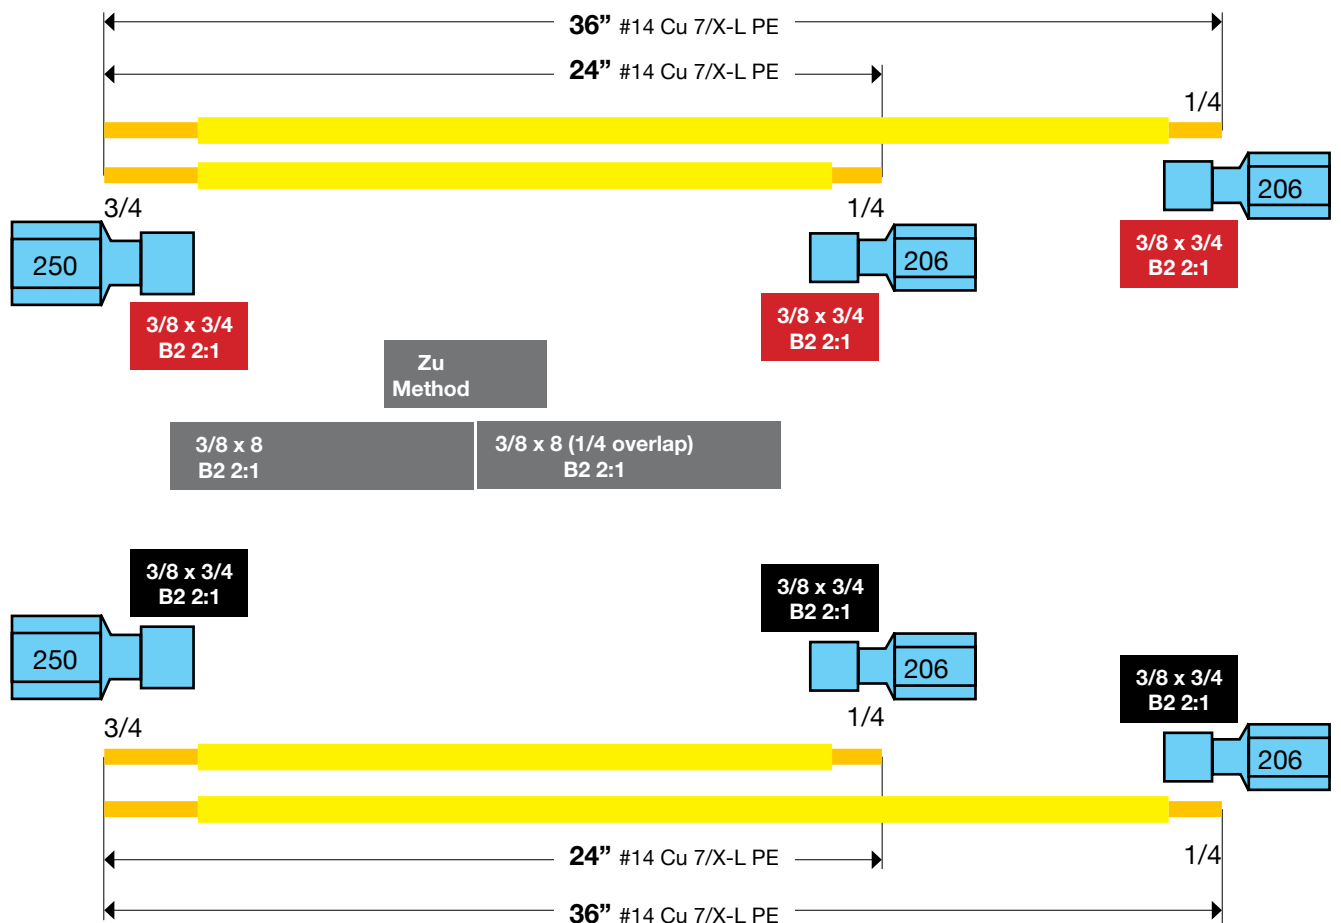 36” #14 Cu 7/X-L PE
24” #14 Cu 7/X-L PE
1/4
206
3/4
1/4
250
206
3/8 x 3/4
B2 2:1
3/8 x 3/4
B2 2:1
3/8 x 3/4
B2 2:1
Zu
Method
3/8 x 8
B2 2:1
3/8 x 8 (1/4 overlap)
B2 2:1
3/8 x 3/4
B2 2:1
3/8 x 3/4
B2 2:1
250
206
3/8 x 3/4
B2 2:1
3/4
1/4
206
24” #14 Cu 7/X-L PE
1/4
36” #14 Cu 7/X-L PE